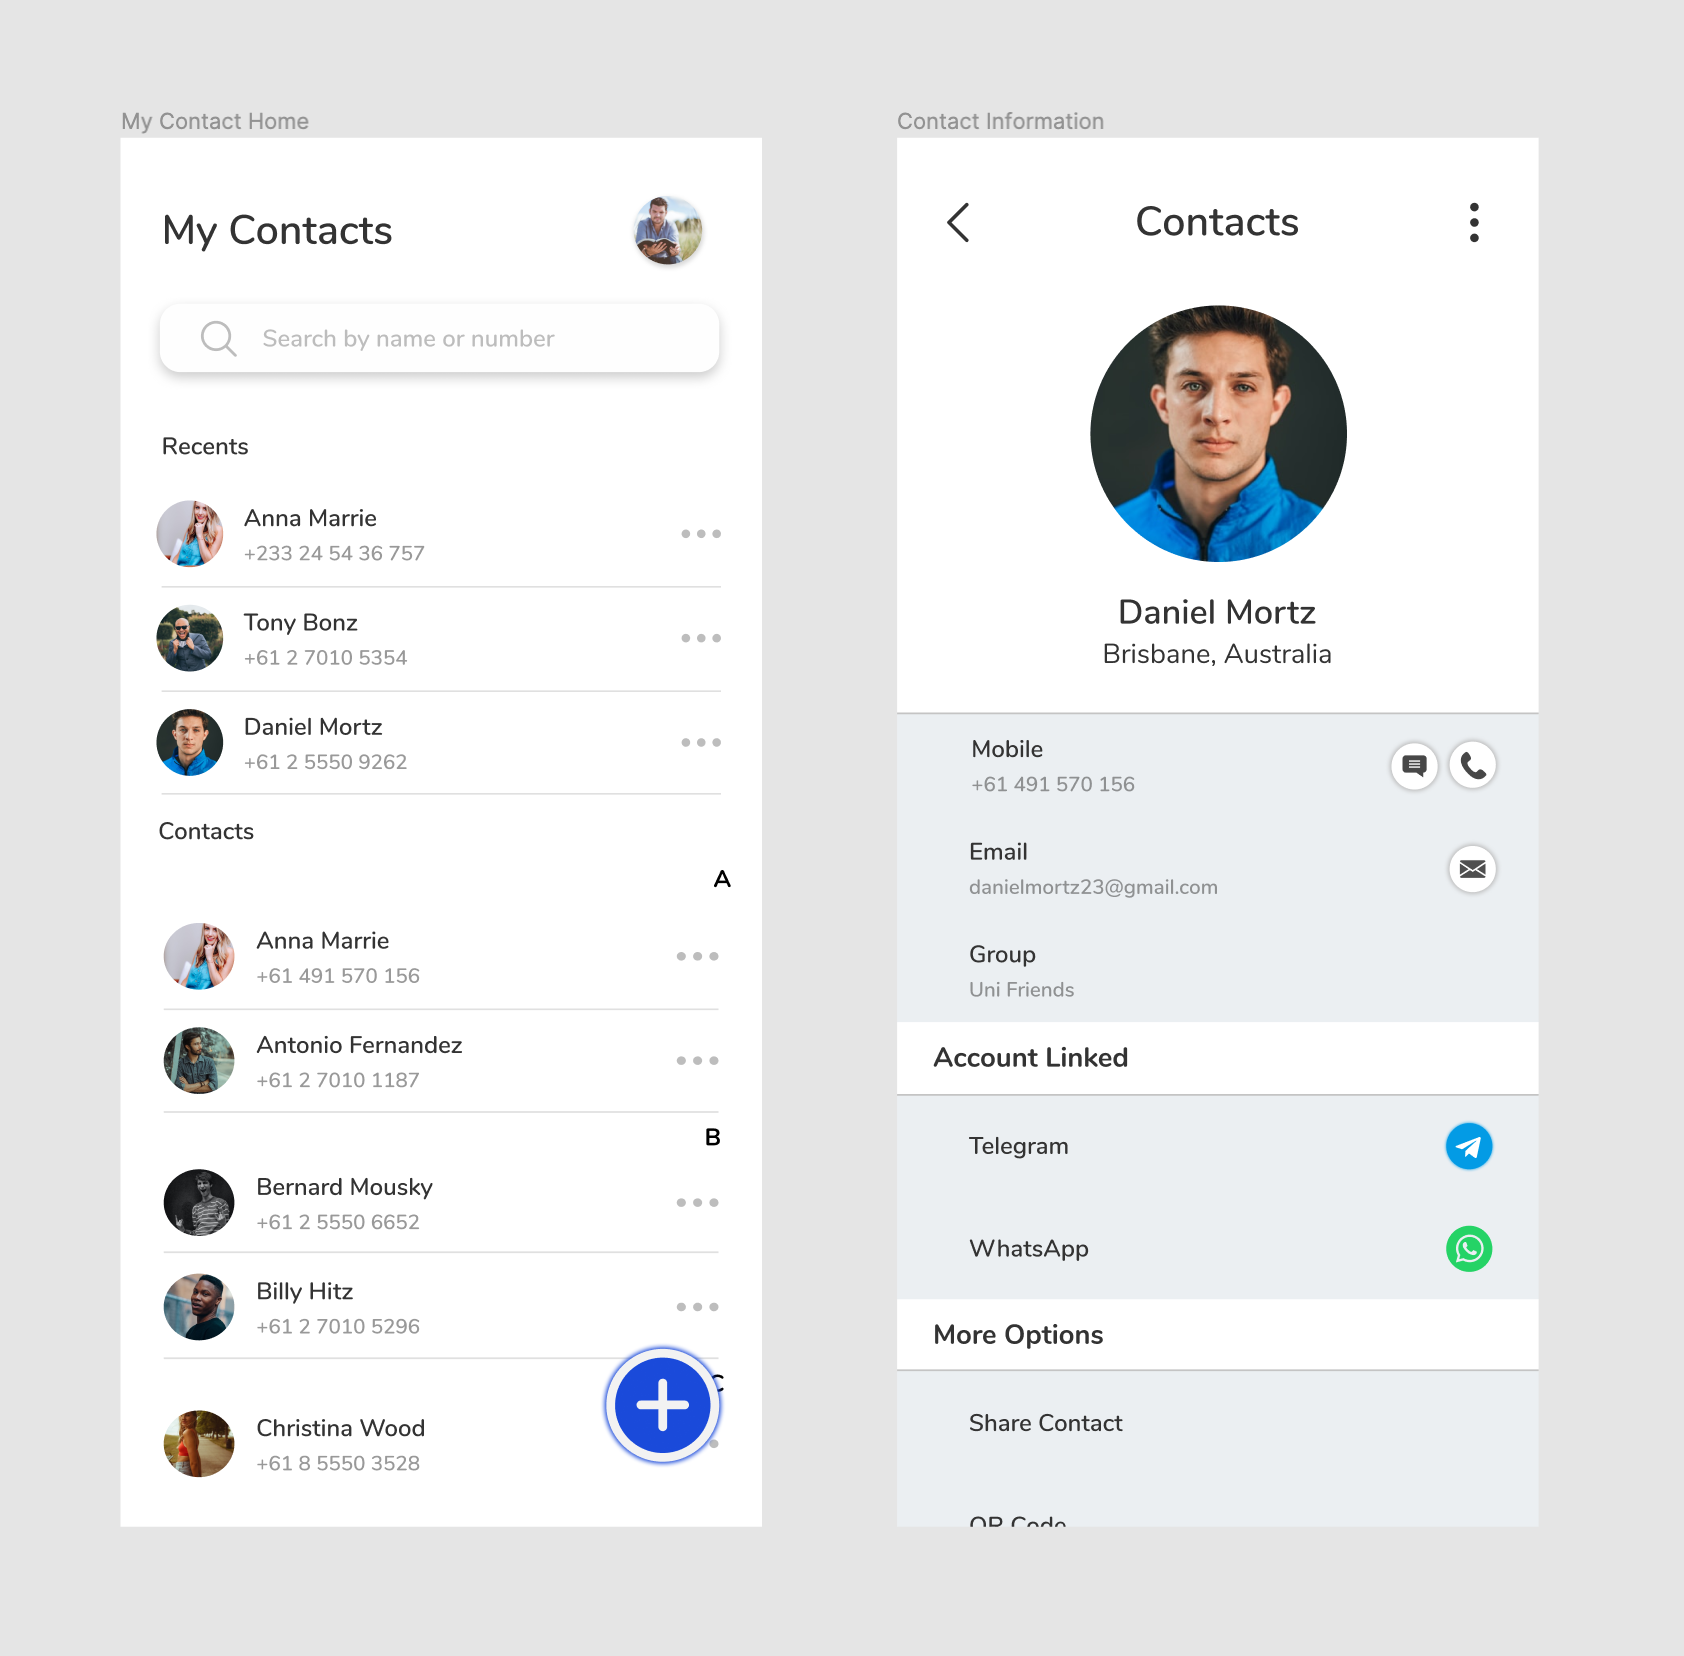 My Contact Home
My Contacts
Search by name or number
Recents
Anna Marrie
+233 24 54 36 757
Tony Bonz
+61 2 7010 5354
Daniel Mortz
+61 2 5550 9262
Contacts
A
Anna Marrie
+61 491 570 156
Antonio Fernandez
+61 2 7010 1187
B
Bernard Mousky
+61 2 5550 6652
Billy Hitz
+61 2 7010 5296
C
Christina Wood
+61 8 5550 3528
Contact Information
Contacts
Daniel Mortz
Brisbane, Australia
Mobile
+61 491 570 156
Email
danielmortz23@gmail.com
Group
Uni Friends
Account Linked
Telegram
WhatsApp
More Options
Share Contact
QR Code